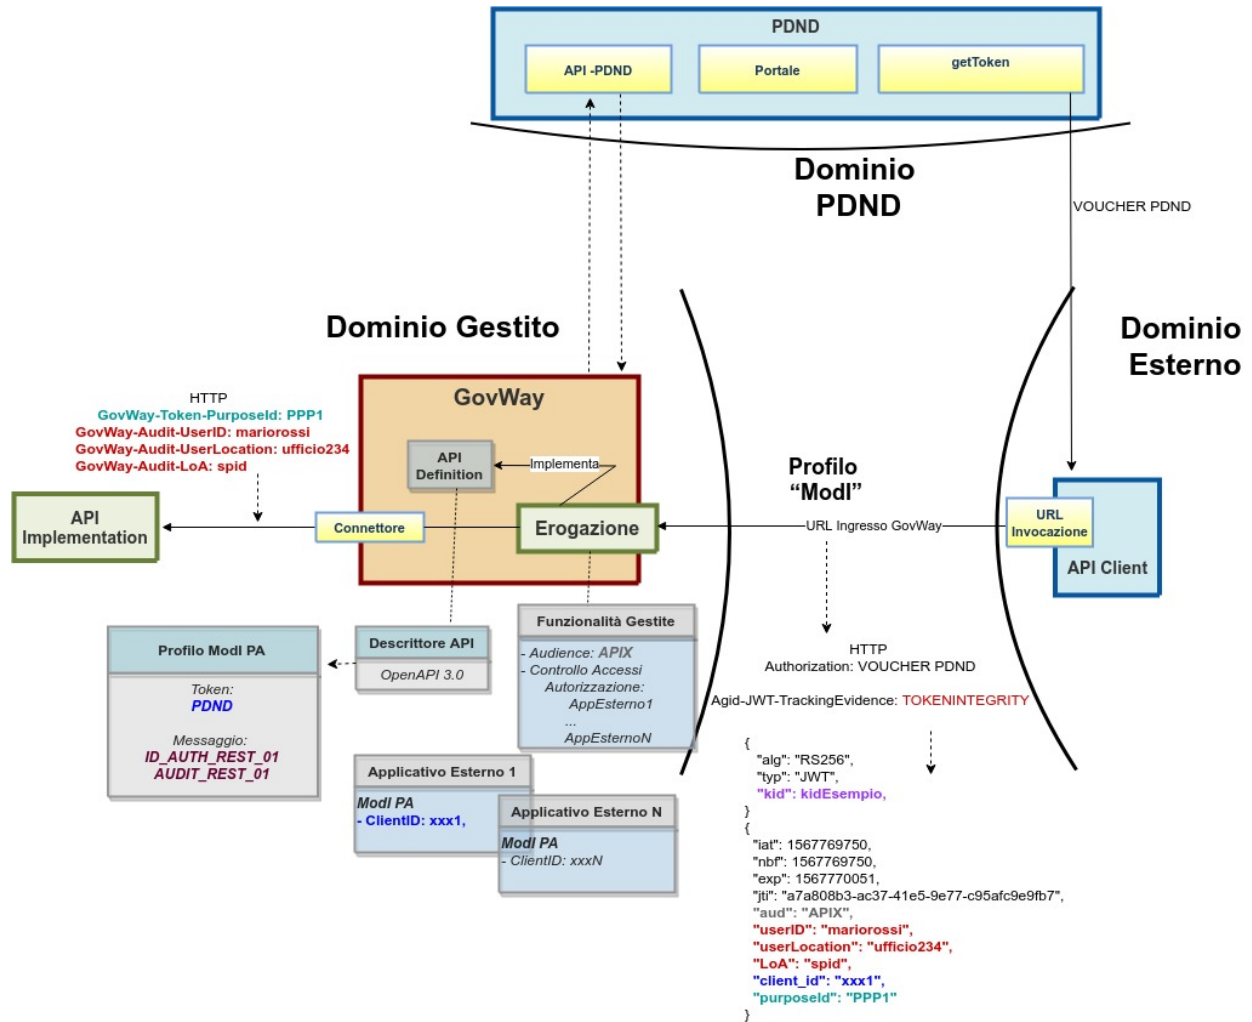 PDND
API -PDND
Portale
getToken
Dominio
PDND
VOUCHER PDND
Dominio Gestito
Dominio
Esterno
HTTP
GovWay-Token-PurposeId: PPP1
GovWay-Audit-UserID: mariorossi
GovWay-Audit-UserLocation: ufficio234
GovWay-Audit-LoA: spid
GovWay
API
Definition
Implementa
Profilo
“ModI”
API
Implementation
Connettore
Erogazione
URL Ingresso GovWay
URL
Invocazione
API Client
Profilo ModI PA
Token:
PDND
Messaggio:
ID_AUTH_REST_01
AUDIT_REST_01
Descrittore API
OpenAPI 3.0
Funzionalità Gestite
- Audience: APIX
- Controllo Accessi
Autorizzazione:
AppEsterno1
...
AppEsternoN
Applicativo Esterno 1
ModI PA
- ClientID: xxx1,
Applicativo Esterno N
ModI PA
- ClientID: xxxN
HTTP
Authorization: VOUCHER PDND
Agid-JWT-TrackingEvidence: TOKENINTEGRITY
{
"alg": "RS256",
"typ": "JWT",
"kid": kidEsempio,
}
{
"iat": 1567769750,
"nbf": 1567769750,
"exp": 1567770051,
"jti": "a7a808b3-ac37-41e5-9e77-c95afc9e9fb7",
"aud": "APIX",
"userID": "mariorossi",
"userLocation": "ufficio234",
"LoA": "spid",
"client_id": "xxx1",
"purposeId": "PPP1"
}